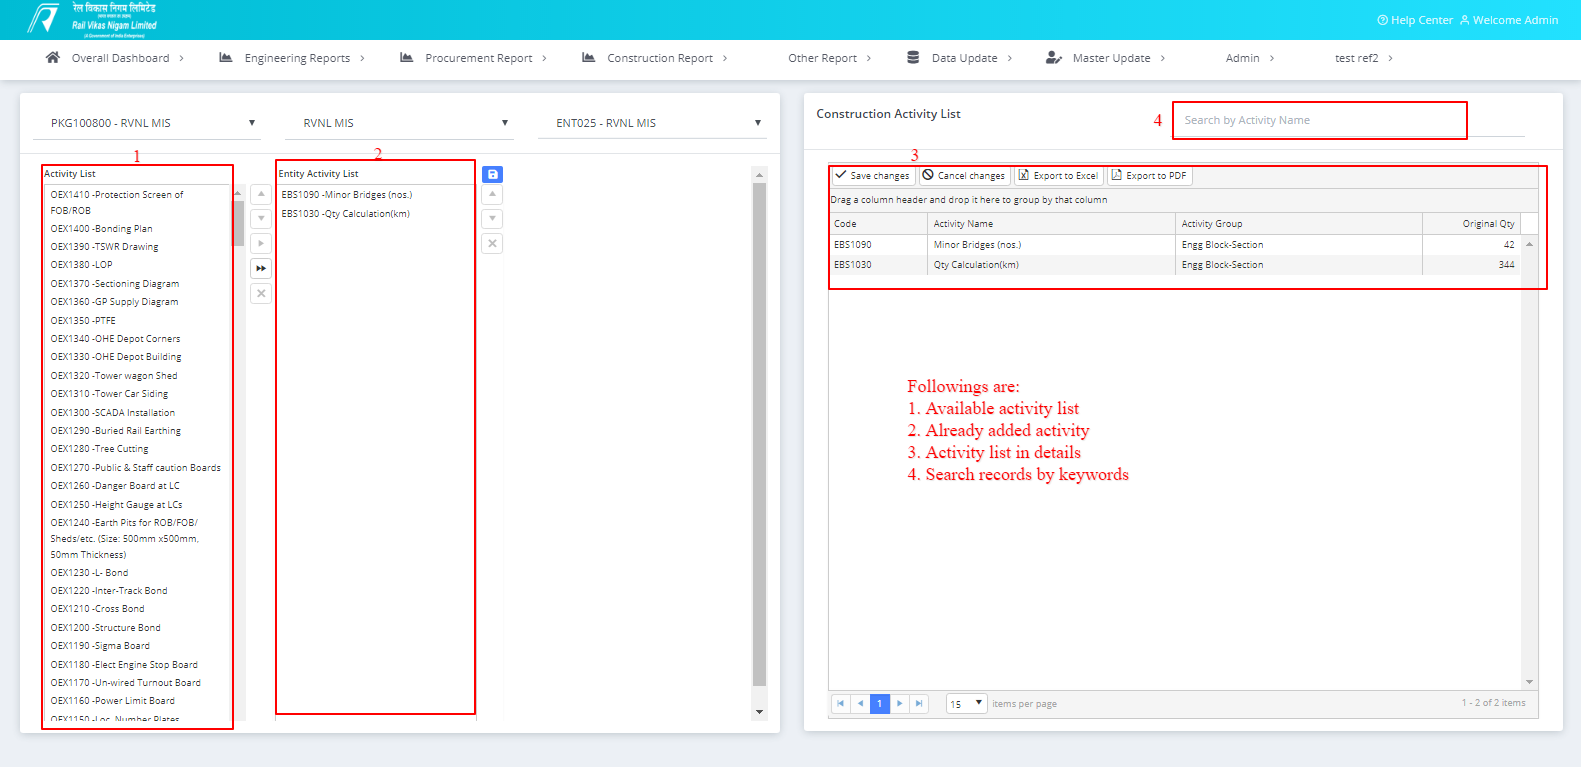 रेल विकास निगम लिमिटेड
(भारत सरकार का उपक्रम)
Rail Vikas Nigam Limited
(A Government of India Enterprise)
Help Center Welcome Admin
Overall Dashboard
Engineering Reports
Procurement Report
Construction Report
Other Report
Data Update
Master Update
Admin
test ref2
PKG100800 - RVNL MIS
RVNL MIS
ENT025 - RVNL MIS
1
2
Activity List
OEX1410 -Protection Screen of
FOB/ROB
OEX1400 -Bonding Plan
OEX1390 -TSWR Drawing
OEX1380 -LOP
OEX1370 -Sectioning Diagram
OEX1360 -GP Supply Diagram
OEX1350 -PTFE
OEX1340 -OHE Depot Corners
OEX1330 -OHE Depot Building
OEX1320 -Tower wagon Shed
OEX1310 -Tower Car Siding
OEX1300 -SCADA Installation
OEX1290 -Buried Rail Earthing
OEX1280 -Tree Cutting
OEX1270 -Public & Staff caution Boards
OEX1260 -Danger Board at LC
OEX1250 -Height Gauge at LCs
OEX1240 -Earth Pits for ROB/FOB/
Sheds/etc. (Size: 500mm x500mm,
50mm Thickness)
OEX1230 -L- Bond
OEX1220 -Inter-Track Bond
OEX1210 -Cross Bond
OEX1200 -Structure Bond
OEX1190 -Sigma Board
OEX1180 -Elect Engine Stop Board
OEX1170 -Un-wired Turnout Board
OEX1160 -Power Limit Board
OEX1150 -Loc. Number Plates
Entity Activity List
EBS1090 -Minor Bridges (nos.)
EBS1030 -Qty Calculation(km)
Construction Activity List
4
Search by Activity Name
3
Save changes Cancel changes Export to Excel Export to PDF
Drag a column header and drop it here to group by that column
Code Activity Name Activity Group Original Qty
EBS1090 Minor Bridges (nos.) Engg Block-Section 42
EBS1030 Qty Calculation(km) Engg Block-Section 344
Followings are:
1. Available activity list
2. Already added activity
3. Activity list in details
4. Search records by keywords
1 15 items per page 1 - 2 of 2 items